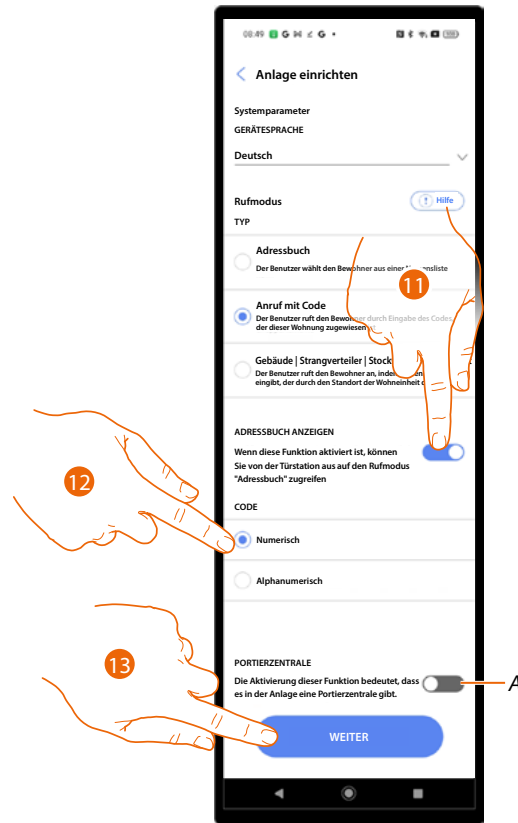 08:49
Anlage einrichten
Systemparameter
GERÄTESPRACHE
Deutsch
Rufmodus
Hilfe
TYP
Adressbuch
Der Benutzer wählt den Bewohner aus einer Namensliste
11
Anruf mit Code
Der Benutzer ruft den Bewohner durch Eingabe des Codes,
der dieser Wohnung zugewiesen ist
Gebäude | Strangverteiler | Stock
Der Benutzer ruft den Bewohner an,
eingibt, der durch den Standort der Wohneinheit
ADRESSBUCH ANZEIGEN
Wenn diese Funktion aktiviert ist, können
Sie von der Türstation aus auf den Rufmodus
"Adressbuch" zugreifen
12
CODE
Numerisch
Alphanumerisch
13
PORTIERZENTRALE
Die Aktivierung dieser Funktion bedeutet, dass
es in der Anlage eine Portierzentrale gibt.
A
WEITER